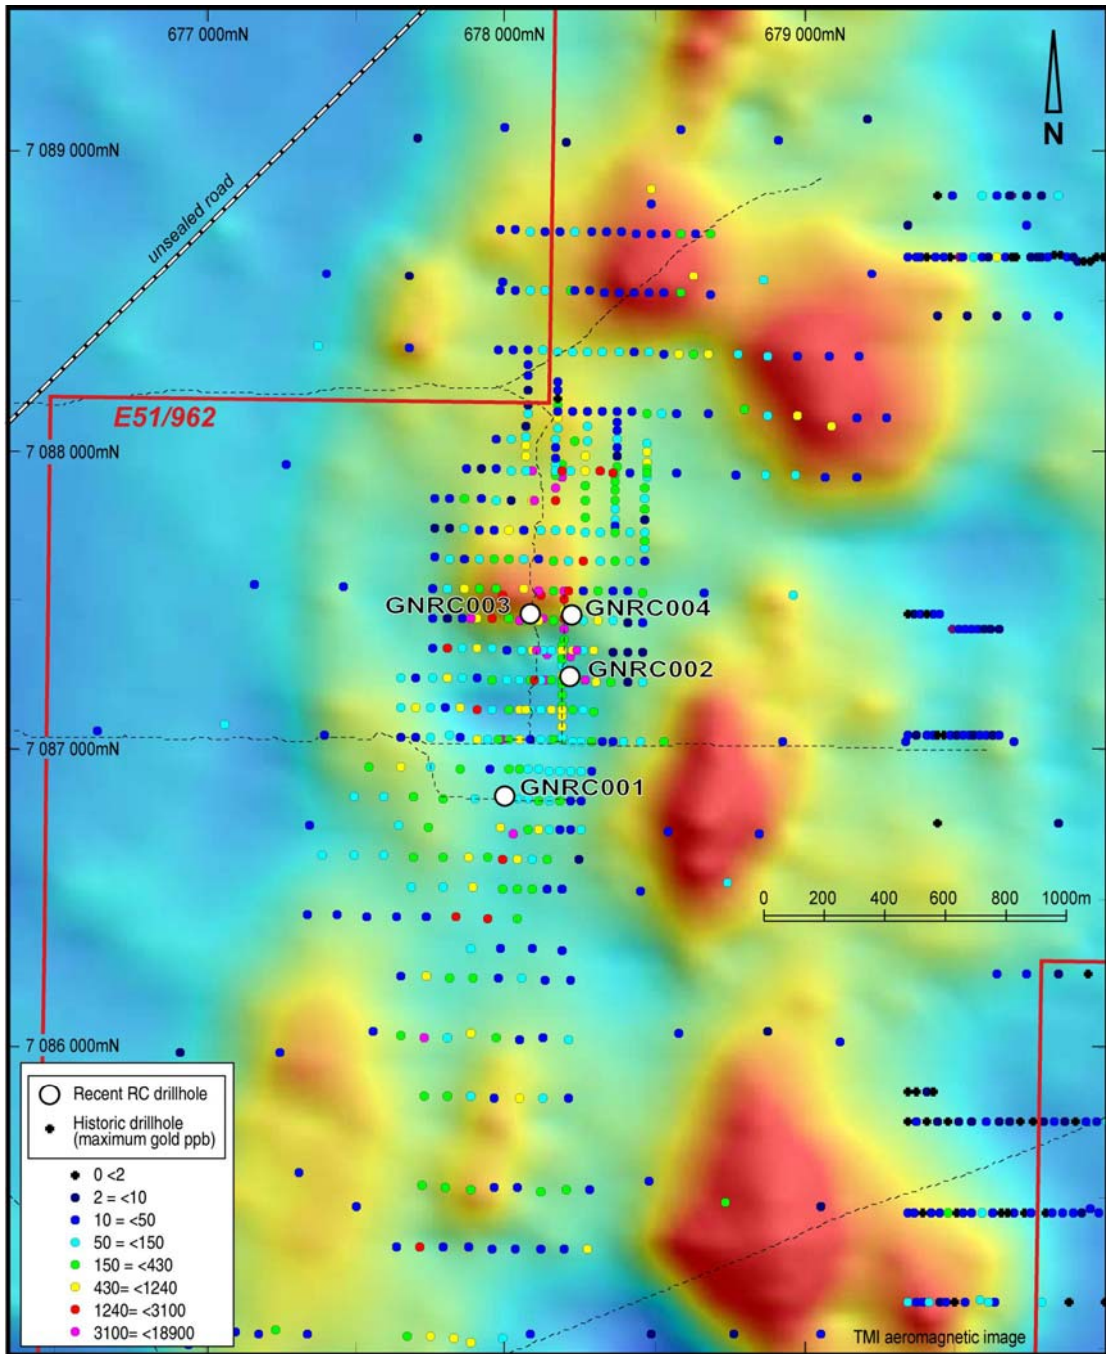 677 000mN
678 000mN
679 000mN
N
7 089 000mN
unsealed road
E51/962
7 088 000mN
GNRC003
GNRC004
GNRC002
7 087 000mN
GNRC001
0 200 400 600 800 1000m
7 086 000mN
Recent RC drillhole
Historic drillhole
(maximum gold ppb)
0 <2
2 = <10
10 = <50
50 = <150
150 = <430
430= <1240
1240= <3100
3100= <18900
TMI aeromagnetic image